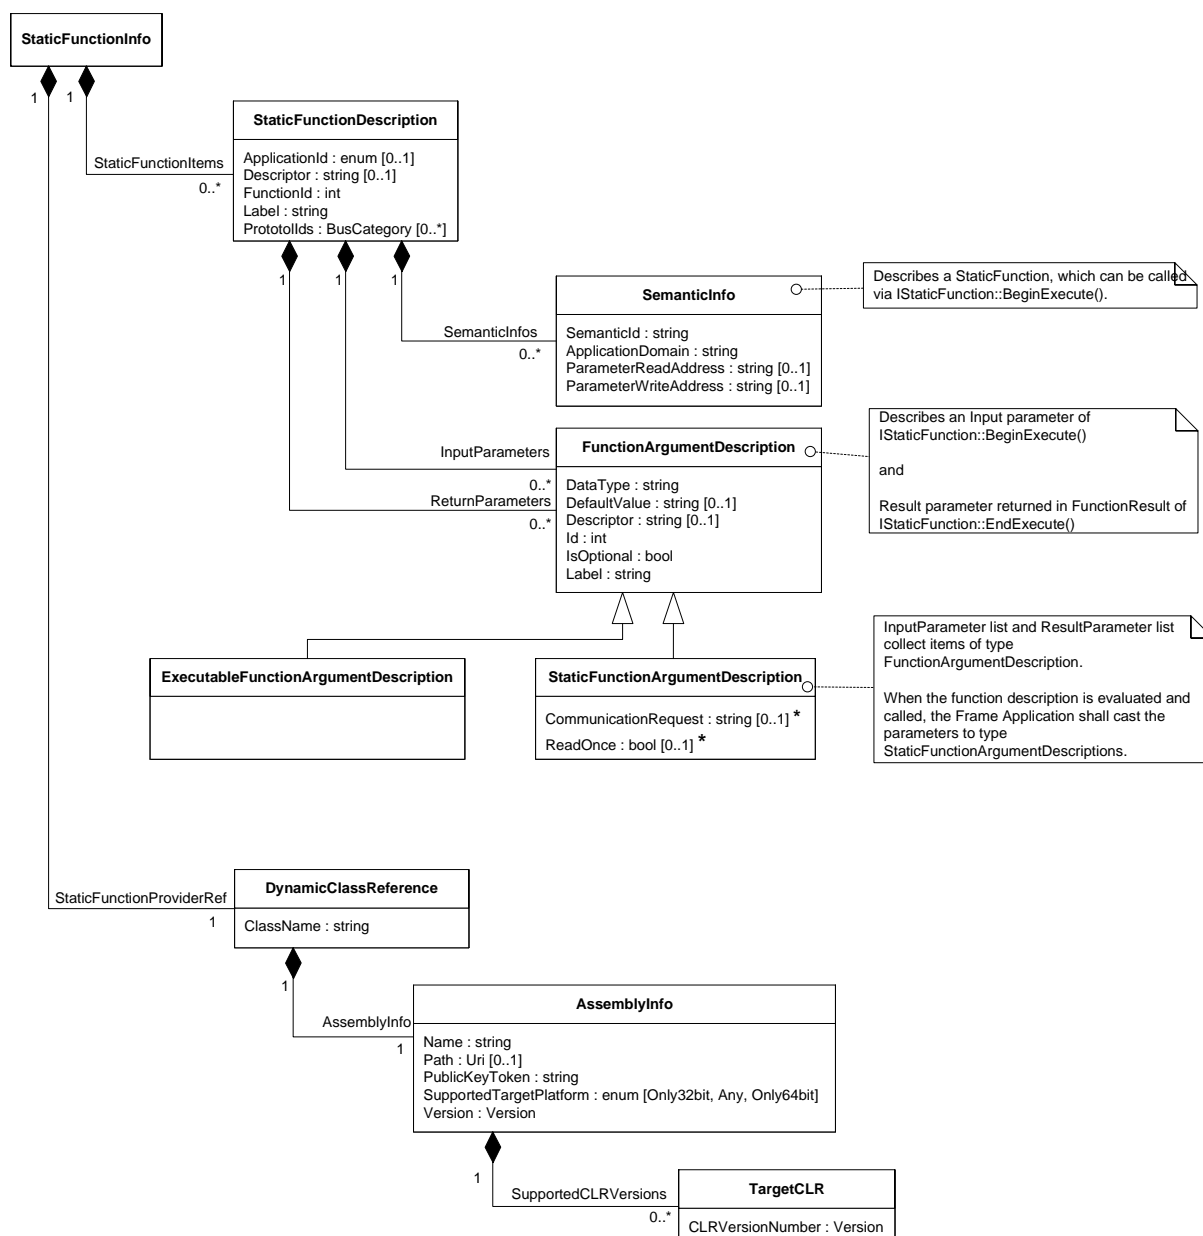 StaticFunctionInfo
1
1
StaticFunctionDescription
ApplicationId : enum [0..1]
Descriptor : string [0..1]
FunctionId : int
Label : string
PrototolIds : BusCategory [0..*]
StaticFunctionItems
0..*
1
1
1
SemanticInfo
SemanticId : string
ApplicationDomain : string
ParameterReadAddress : string [0..1]
ParameterWriteAddress : string [0..1]
Describes a StaticFunction, which can be called
via IStaticFunction::BeginExecute().
SemanticInfos
0..*
FunctionArgumentDescription
DataType : string
DefaultValue : string [0..1]
Descriptor : string [0..1]
Id : int
IsOptional : bool
Label : string
Describes an Input parameter of
IStaticFunction::BeginExecute()
and
Result parameter returned in FunctionResult of
IStaticFunction::EndExecute()
InputParameters
0..*
ReturnParameters
0..*
ExecutableFunctionArgumentDescription
StaticFunctionArgumentDescription
CommunicationRequest : string [0..1] *
ReadOnce : bool [0..1] *
InputParameter list and ResultParameter list
collect items of type
FunctionArgumentDescription.
When the function description is evaluated and
called, the Frame Application shall cast the
parameters to type
StaticFunctionArgumentDescriptions.
StaticFunctionProviderRef
1
DynamicClassReference
ClassName : string
1
AssemblyInfo
1
AssemblyInfo
Name : string
Path : Uri [0..1]
PublicKeyToken : string
SupportedTargetPlatform : enum [Only32bit, Any, Only64bit]
Version : Version
1
SupportedCLRVersions
0..*
TargetCLR
CLRVersionNumber : Version